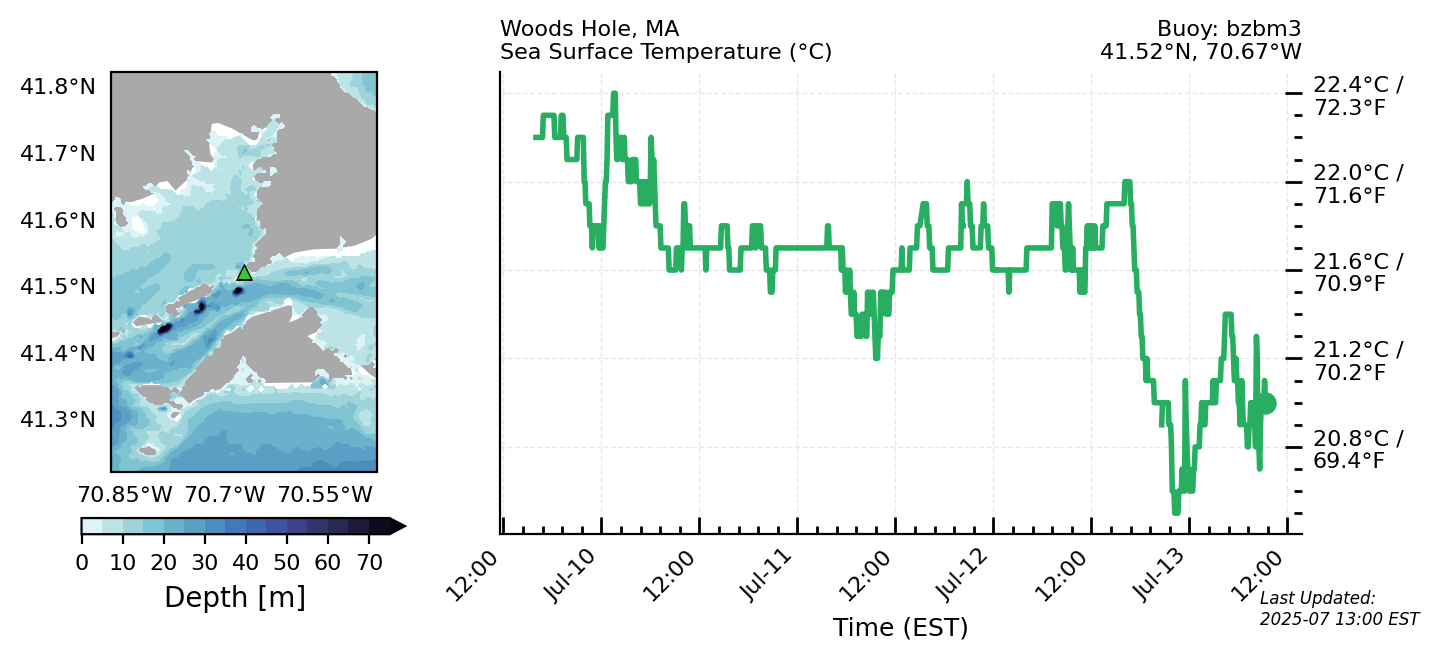 Woods Hole, MA
Sea Surface Temperature (°C)
Buoy: bzbm3
41.52°N, 70.67°W
41.8°N
41.7°N
41.6°N
41.5°N
41.4°N
41.3°N
70.85°W 70.7°W 70.55°W
0 10 20 30 40 50 60 70
Depth [m]
22.4°C /
72.3°F
22.0°C /
71.6°F
21.6°C /
70.9°F
21.2°C /
70.2°F
20.8°C /
69.4°F
12:00 Jul-10 12:00 Jul-11 12:00 Jul-12 12:00 Jul-13 12:00
Time (EST)
Last Updated:
2025-07 13:00 EST